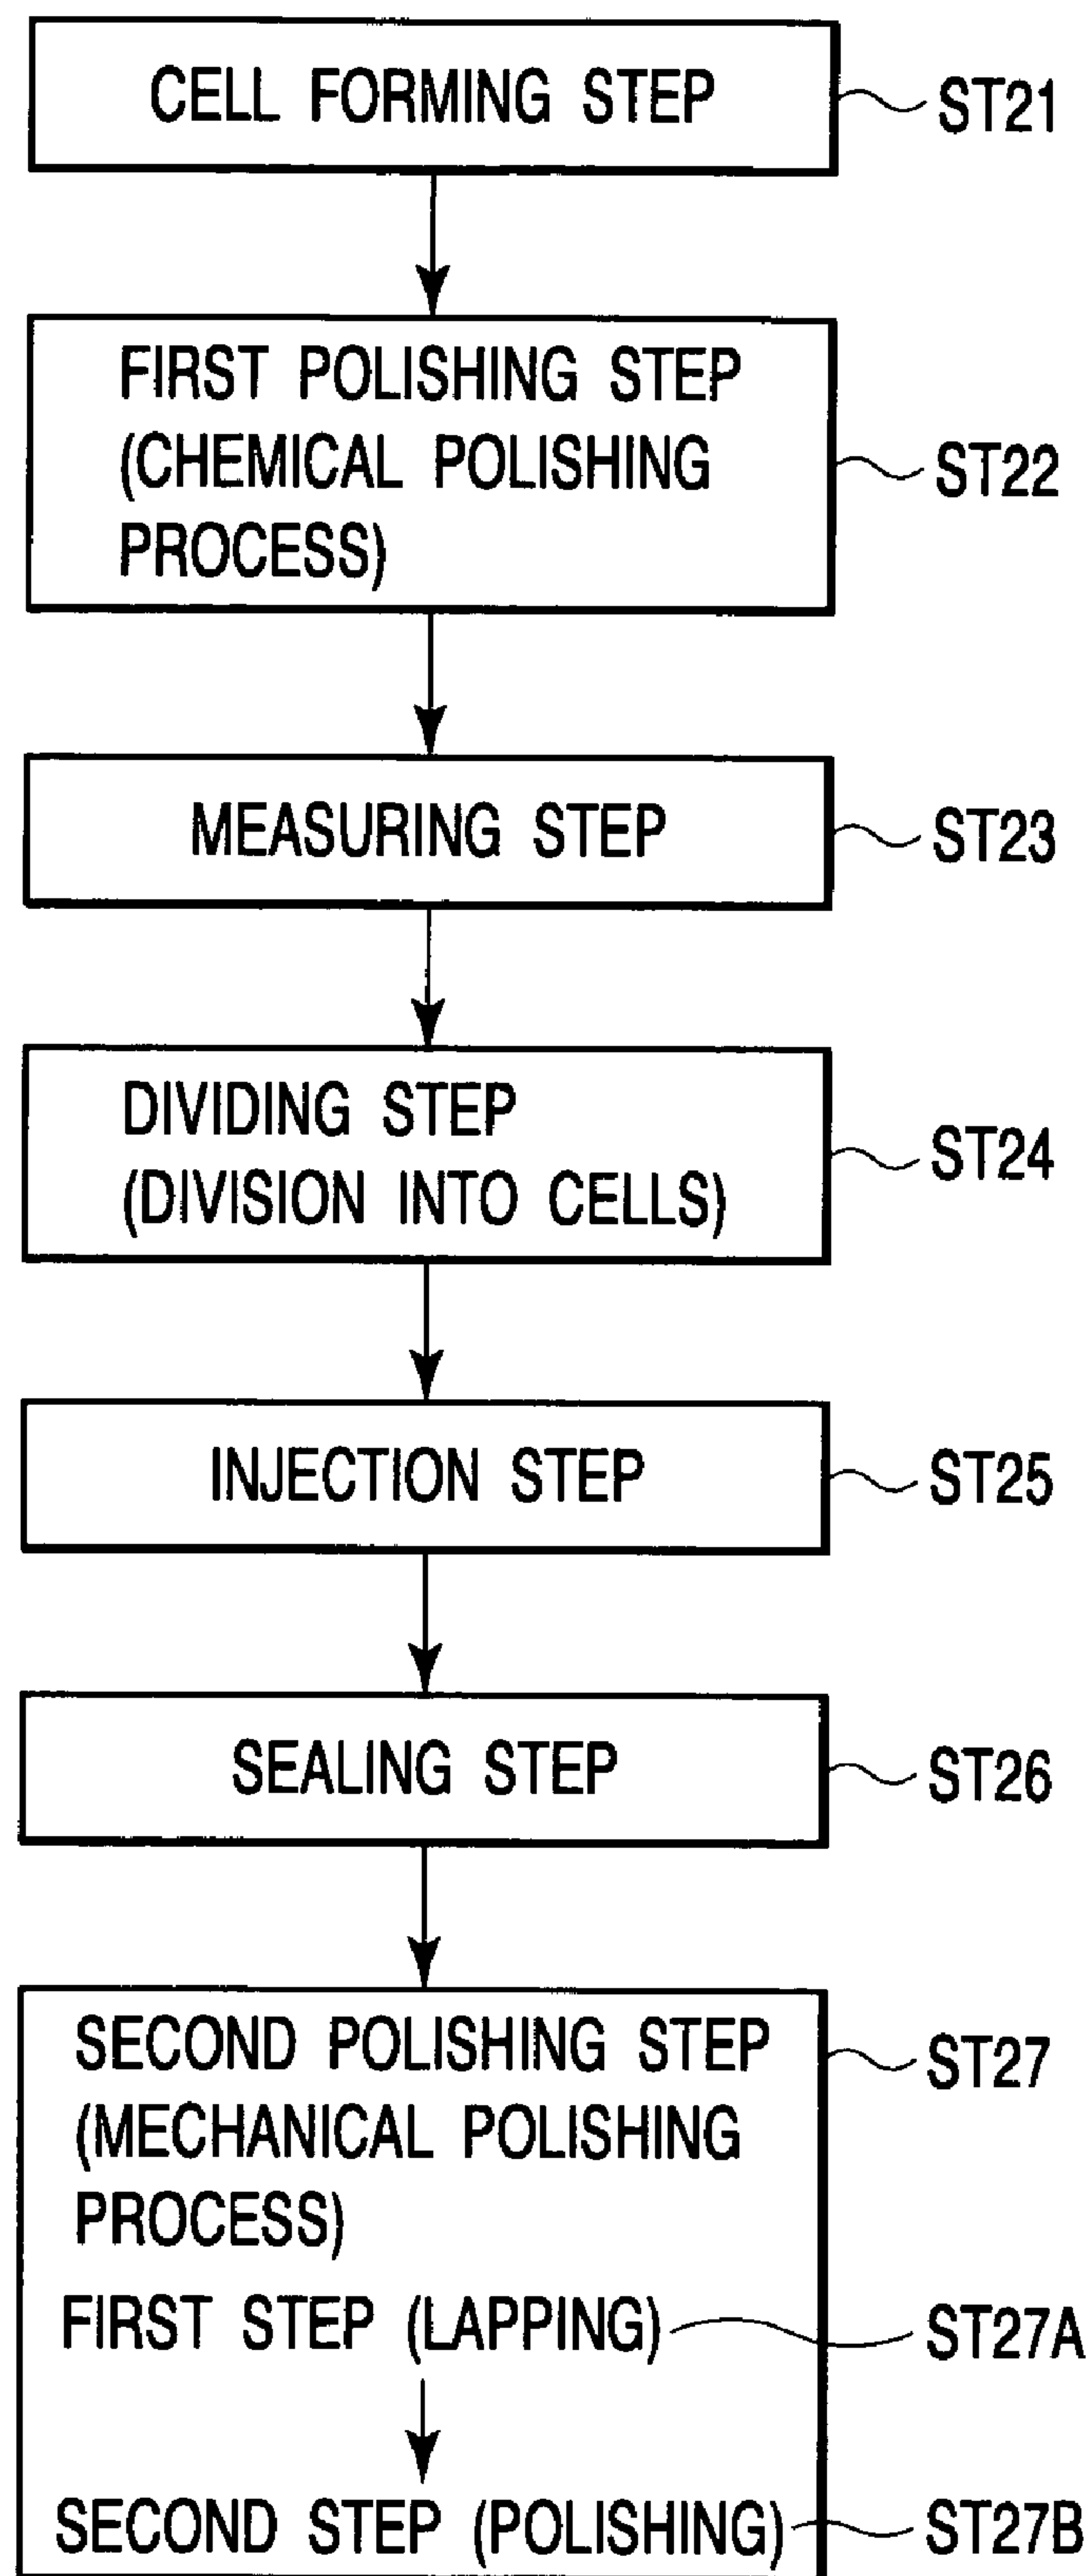 CELL FORMING STEP
ST21
FIRST POLISHING STEP
(CHEMICAL POLISHING
PROCESS)
ST22
MEASURING STEP
ST23
DIVIDING STEP
(DIVISION INTO CELLS)
ST24
INJECTION STEP
ST25
SEALING STEP
ST26
SECOND POLISHING STEP
(MECHANICAL POLISHING
PROCESS)
ST27
FIRST STEP (LAPPING)
ST27A
SECOND STEP (POLISHING)
ST27B